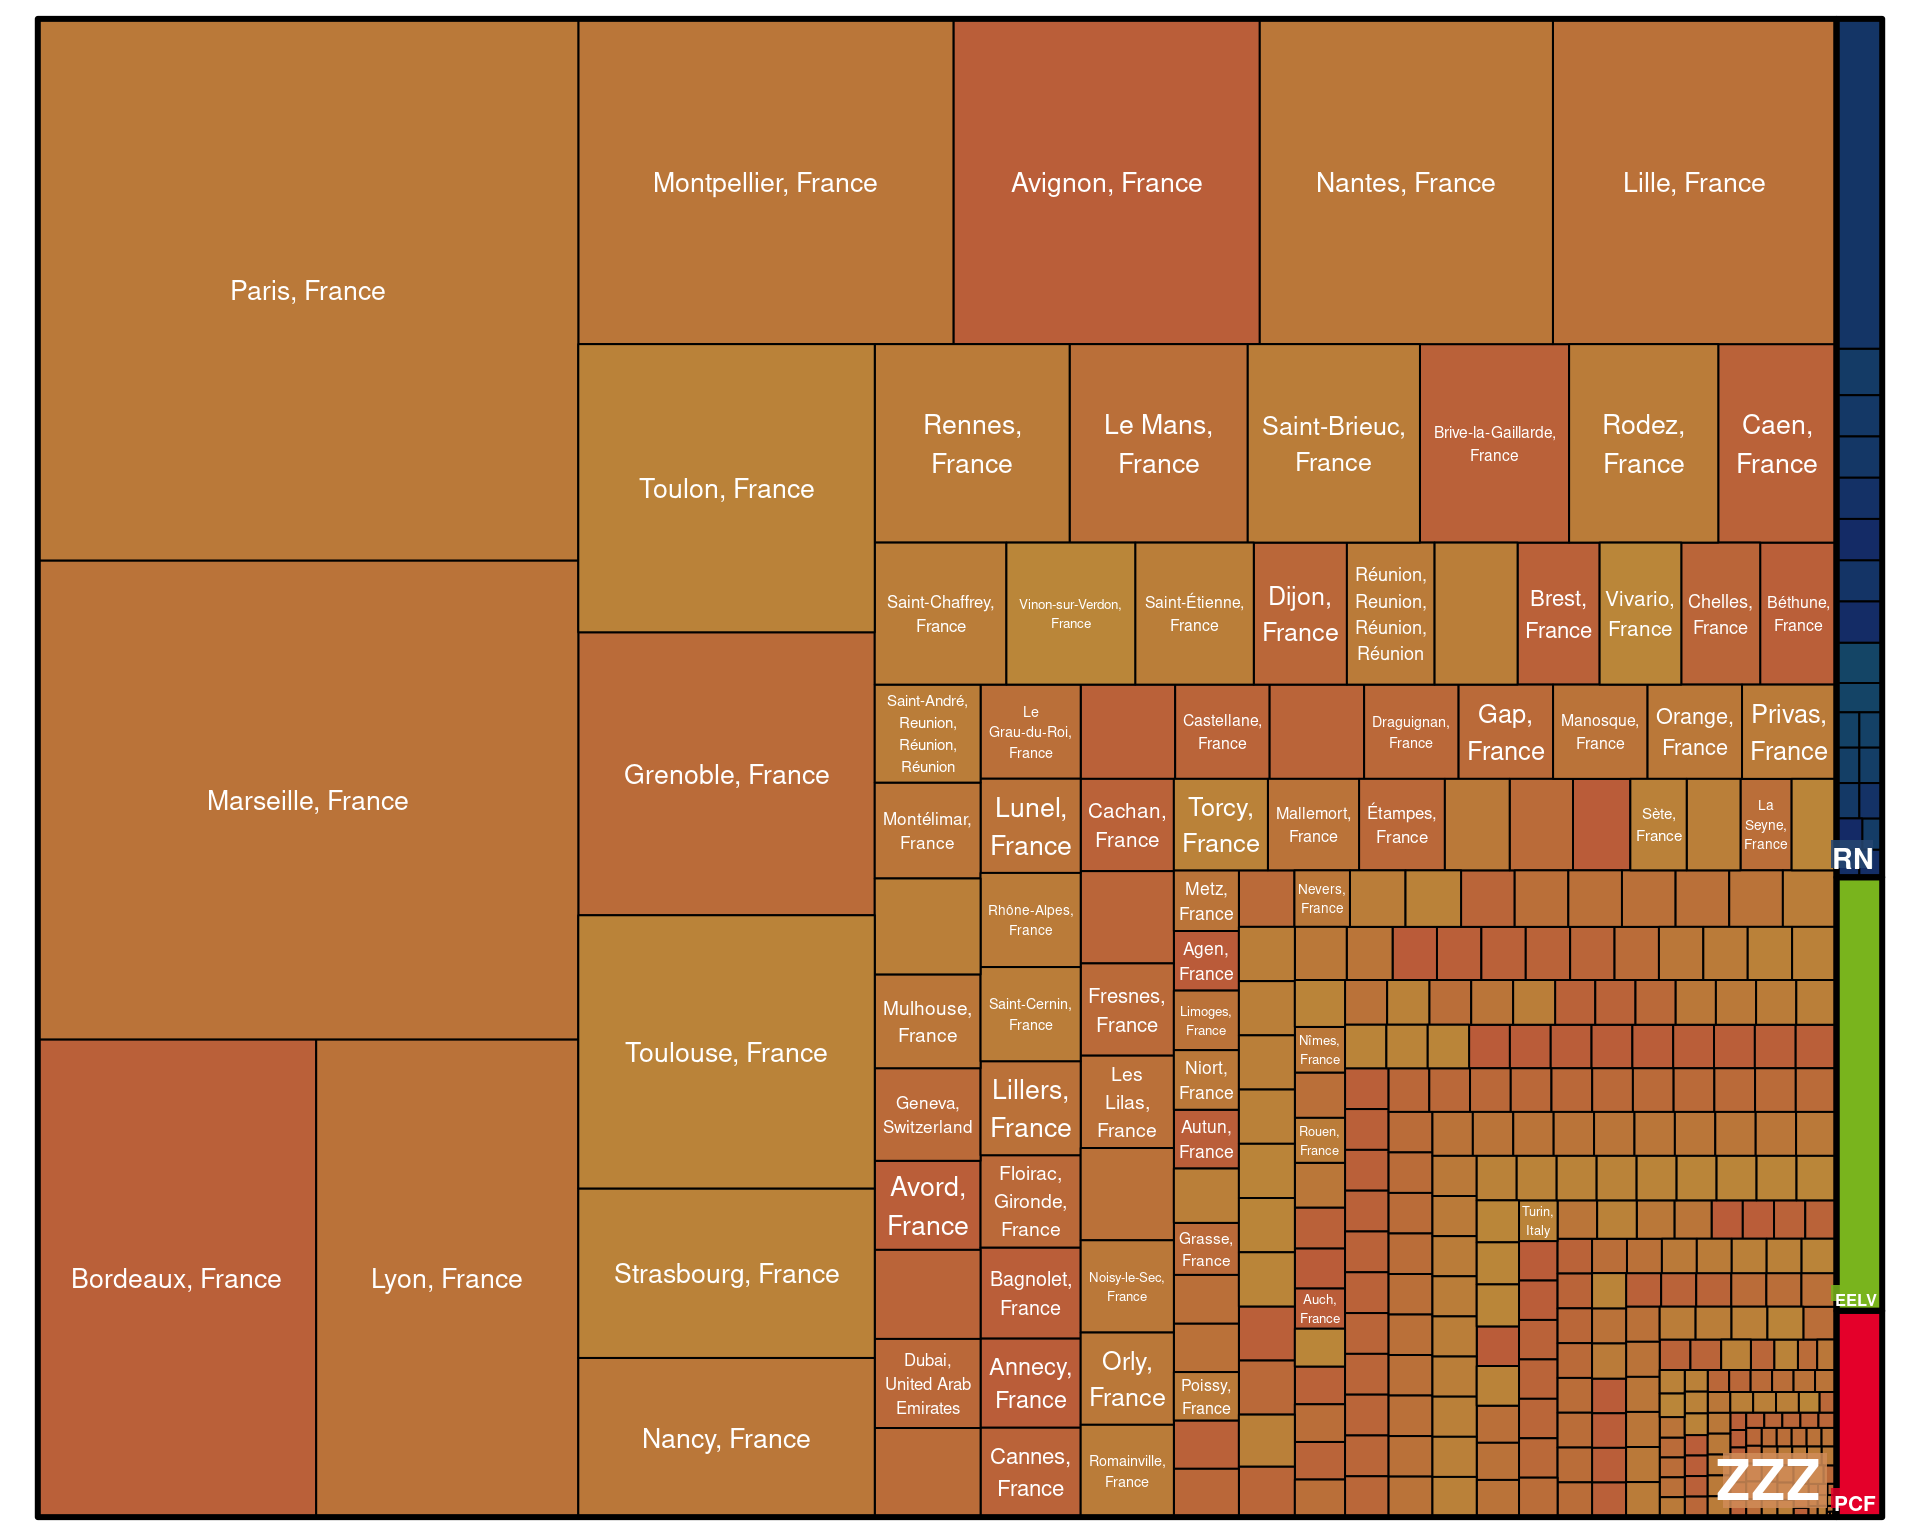 Paris, France
Montpellier, France
Avignon, France
Nantes, France
Lille, France
Marseille, France
Bordeaux, France
Lyon, France
Toulon, France
Grenoble, France
Toulouse, France
Strasbourg, France
Nancy, France
Rennes,
France
Le Mans,
France
Saint-Brieuc,
France
Brive-la-Gaillarde,
France
Rodez,
France
Caen,
France
Saint-Chaffrey,
France
Vinon-sur-Verdon,
France
Saint-Étienne,
France
Dijon,
France
Réunion,
Reunion,
Réunion,
Réunion
Brest,
France
Vivario,
France
Chelles,
France
Béthune,
France
Saint-André,
Reunion,
Réunion,
Réunion
Le
Grau-du-Roi,
France
Castellane,
France
Draguignan,
France
Gap,
France
Manosque,
France
Orange,
France
Privas,
France
Montélimar,
France
Lunel,
France
Cachan,
France
Torcy,
France
Mallemort,
France
Étampes,
France
Sète,
France
La
Seyne,
France
Rhône-Alpes,
France
Metz,
France
Nevers,
France
Agen,
France
Mulhouse,
France
Saint-Cernin,
France
Fresnes,
France
Limoges,
France
Nîmes,
France
Geneva,
Switzerland
Lillers,
France
Les
Lilas,
France
Niort,
France
Autun,
France
Rouen,
France
Avord,
France
Floirac,
Gironde,
France
Grasse,
France
Turin,
Italy
Bagnolet,
France
Noisy-le-Sec,
France
Auch,
France
Dubai,
United Arab
Emirates
Annecy,
France
Orly,
France
Poissy,
France
Cannes,
France
Romainville,
France
ZZZ
RN
EELV
PCF